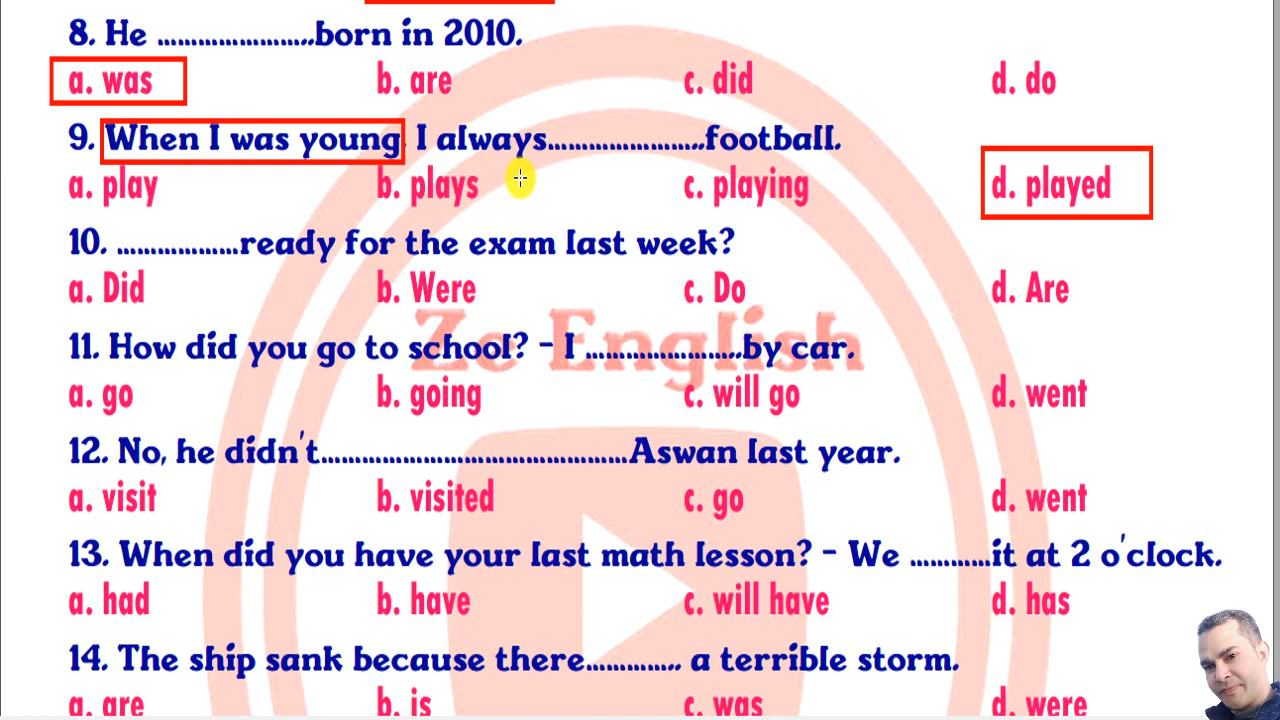 8. He ........................born in 2010.
a. was b. are c. did d. do
9. When I was young I always........................football.
a. play b. plays c. playing d. played
10. ...................ready for the exam last week?
a. Did b. Were c. Do d. Are
Ze English
11. How did you go to school? - I ........................by car.
a. go b. going c. will go d. went
12. No, he didn't................................................Aswan last year.
a. visit b. visited c. go d. went
13. When did you have your last math lesson? - We ............it at 2 o'clock.
a. had b. have c. will have d. has
14. The ship sank because there............... a terrible storm.
a. are b. is c. was d. were